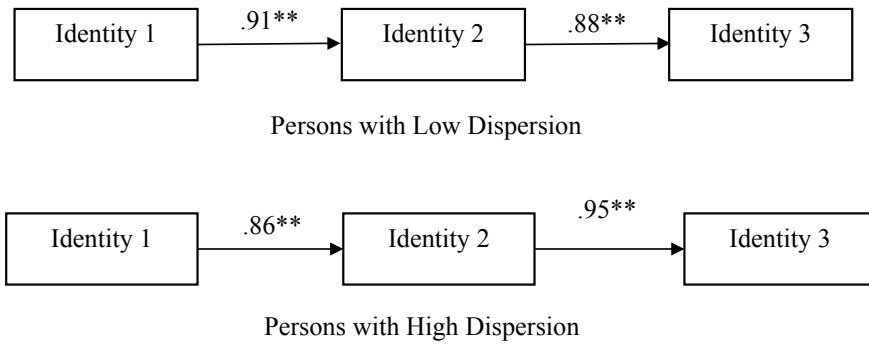 Identity 1 .91** Identity 2 .88** Identity 3
Persons with Low Dispersion
Identity 1 .86** Identity 2 .95** Identity 3
Persons with High Dispersion